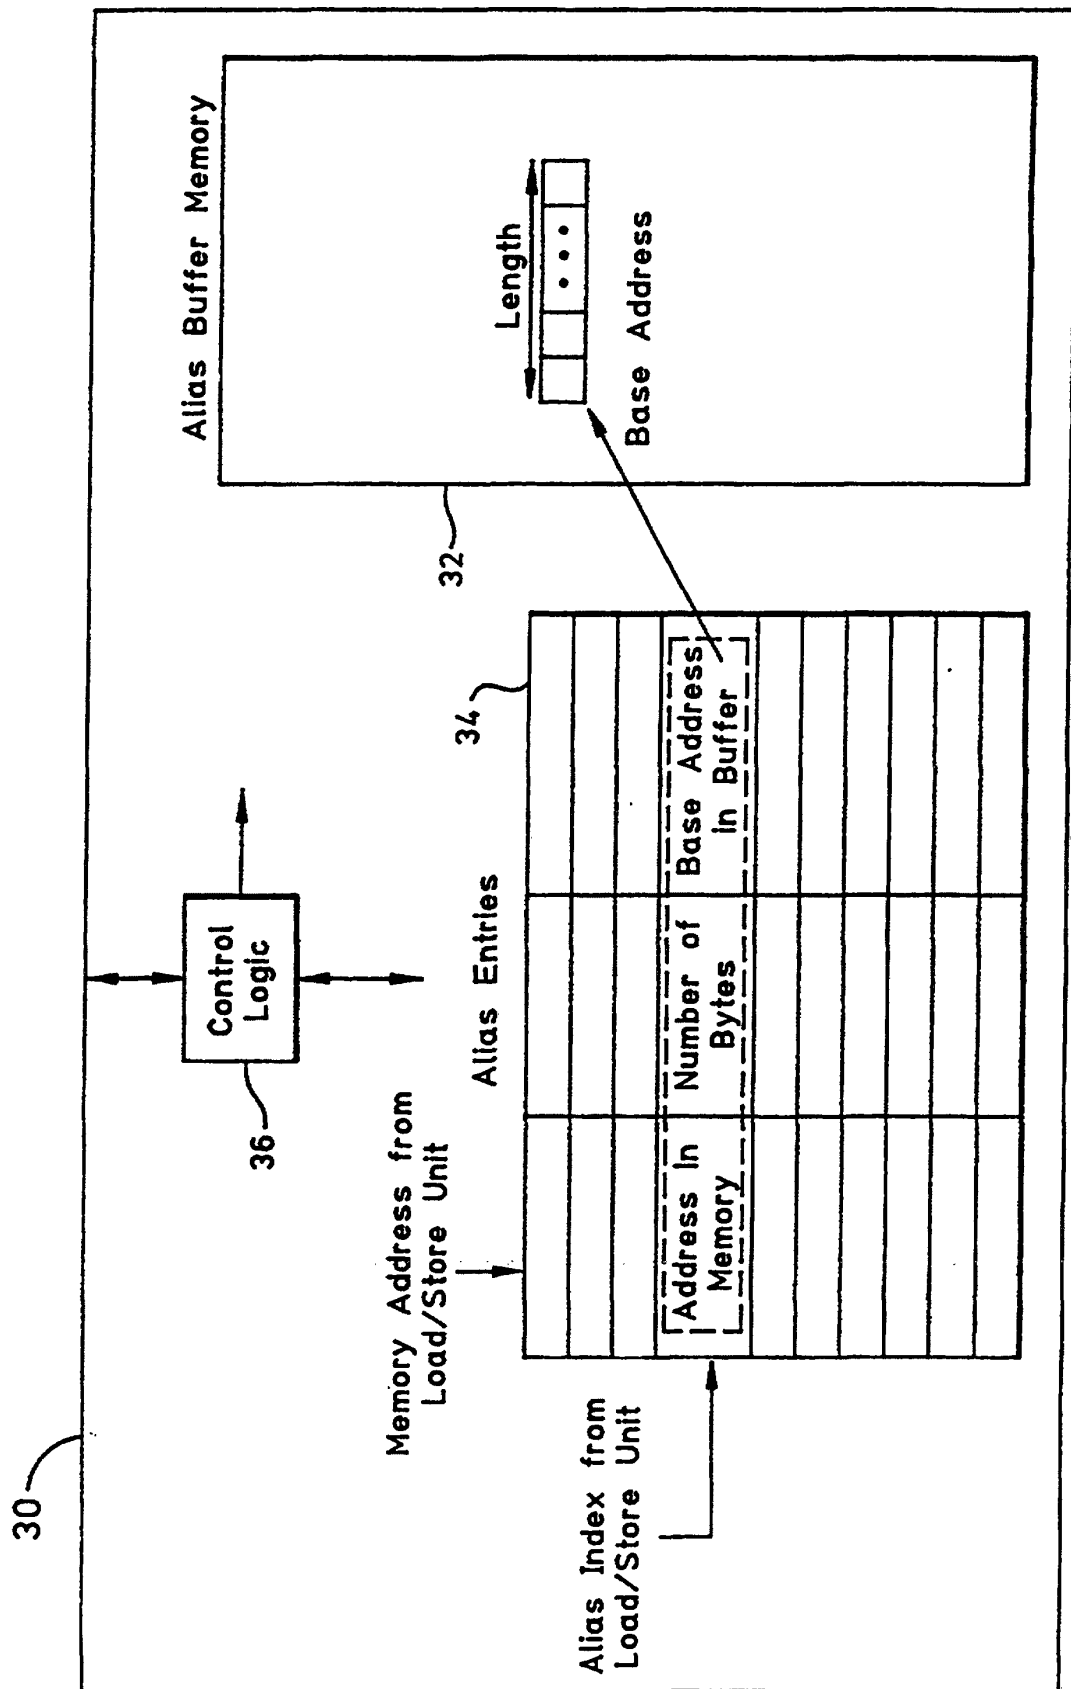 30
Control
Logic
36
Alias Buffer Memory
Memory Address from
Load/Store Unit
Alias Entries
34
32
Length
Base Address
Alias Index from
Load/Store Unit
Address In
Memory
Number of
Bytes
Base Address
in Buffer